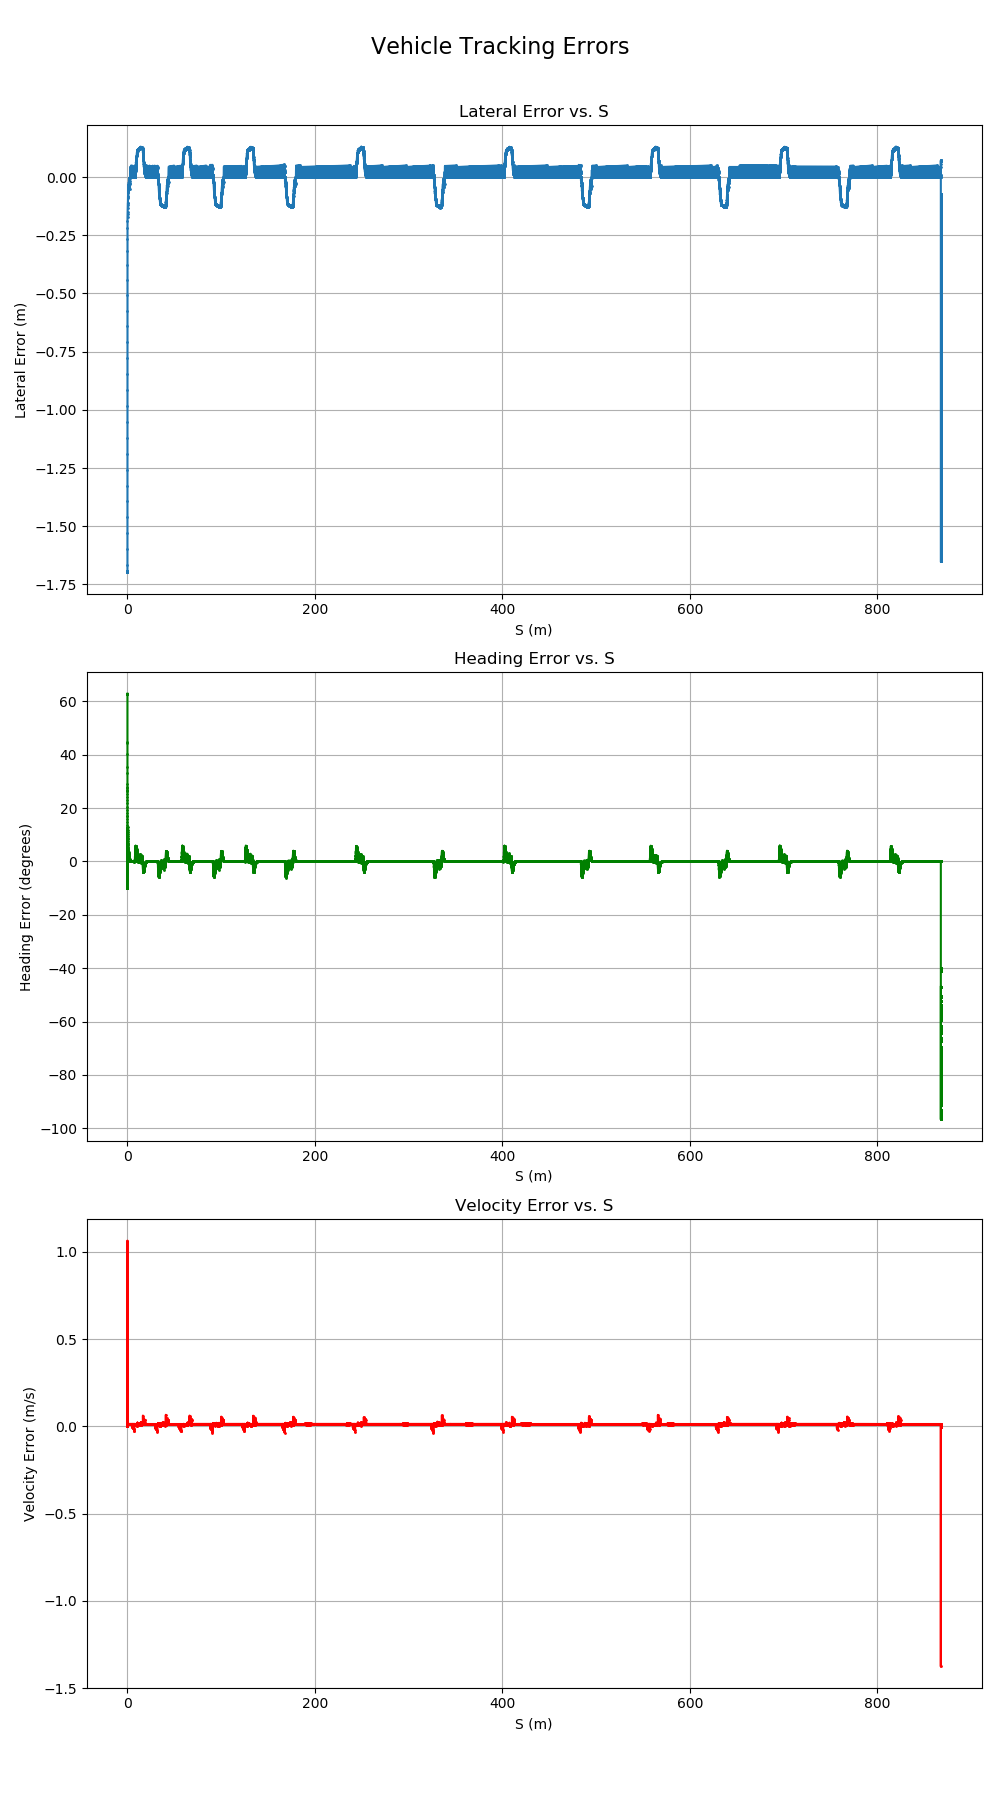 Vehicle Tracking Errors
Lateral Error vs. S
0.00
−0.25
−0.50
−0.75
−1.00
−1.25
−1.50
−1.75
Lateral Error (m)
0 200 400 600 800
S (m)
Heading Error vs. S
60
40
20
0
−20
−40
−60
−80
−100
Heading Error (degrees)
0 200 400 600 800
S (m)
Velocity Error vs. S
1.0
0.5
0.0
−0.5
−1.0
−1.5
Velocity Error (m/s)
0 200 400 600 800
S (m)